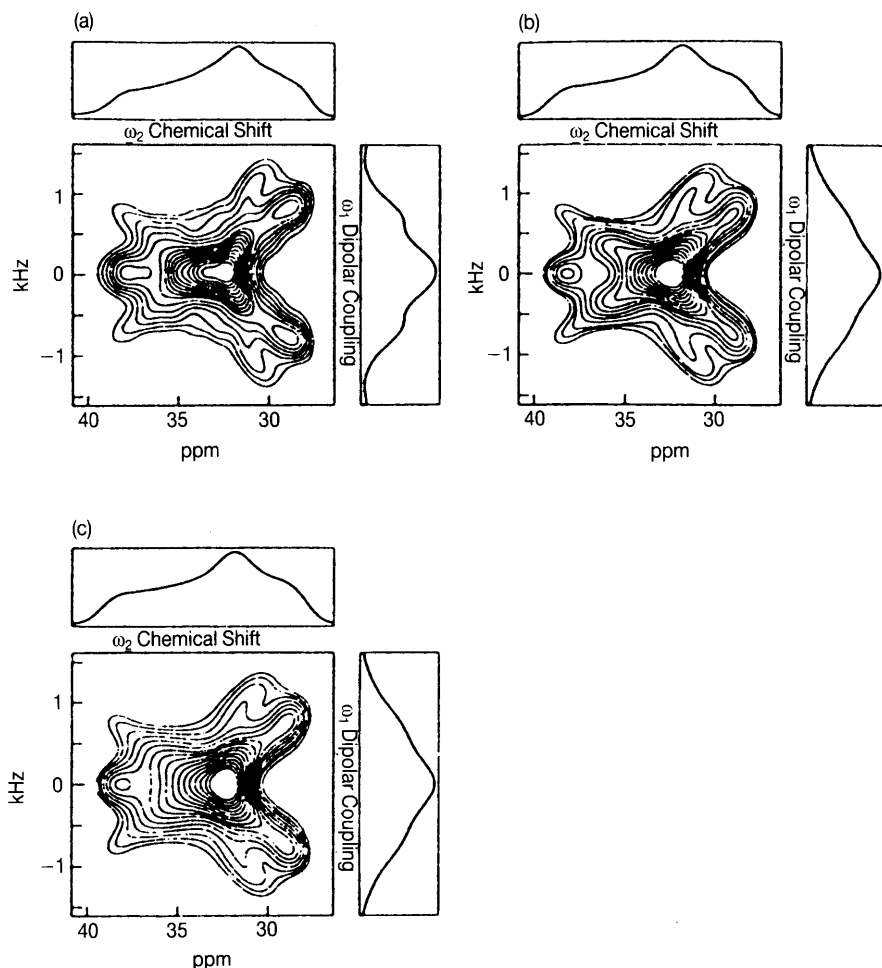 (a)
ω₂ Chemical Shift
kHz
1
0
−1
ω₁ Dipolar Coupling
40 35 30
ppm
(b)
ω₂ Chemical Shift
kHz
1
0
−1
ω₁ Dipolar Coupling
40 35 30
ppm
(c)
ω₂ Chemical Shift
kHz
1
0
−1
ω₁ Dipolar Coupling
40 35 30
ppm